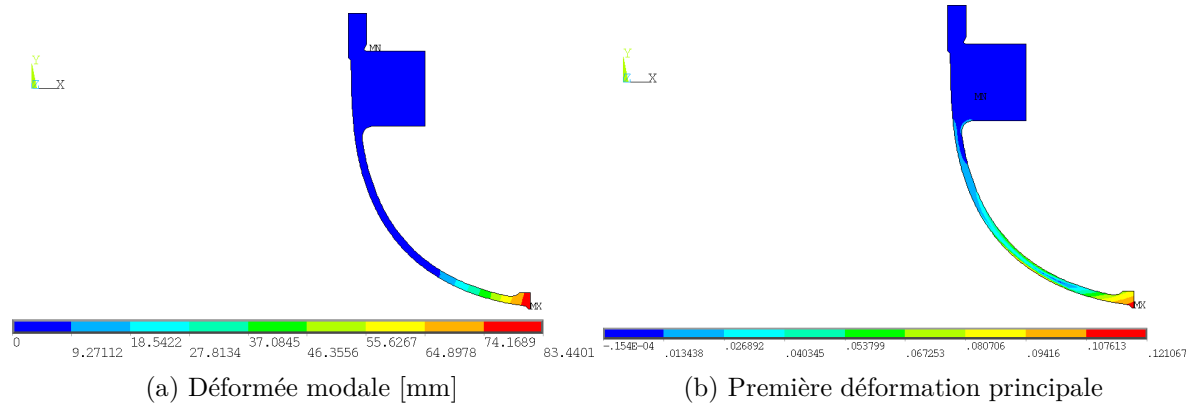 MN
Y
Z X
MX
0 18.5422 37.0845 55.6267 74.1689
9.27112 27.8134 46.3556 64.8978 83.4401
(a) Déformée modale [mm]
Y
Z X
MN
MX
-.154E-04 .026892 .053799 .080706 .107613
.013438 .040345 .067253 .09416 .121067
(b) Première déformation principale